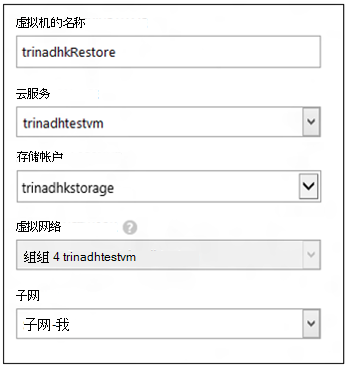 虚拟机的名称
trinadhkRestore
云服务
trinadhtestvm
存储帐户
trinadhkstorage
虚拟网络 ?
组组 4 trinadhtestvm
子网
子网-我